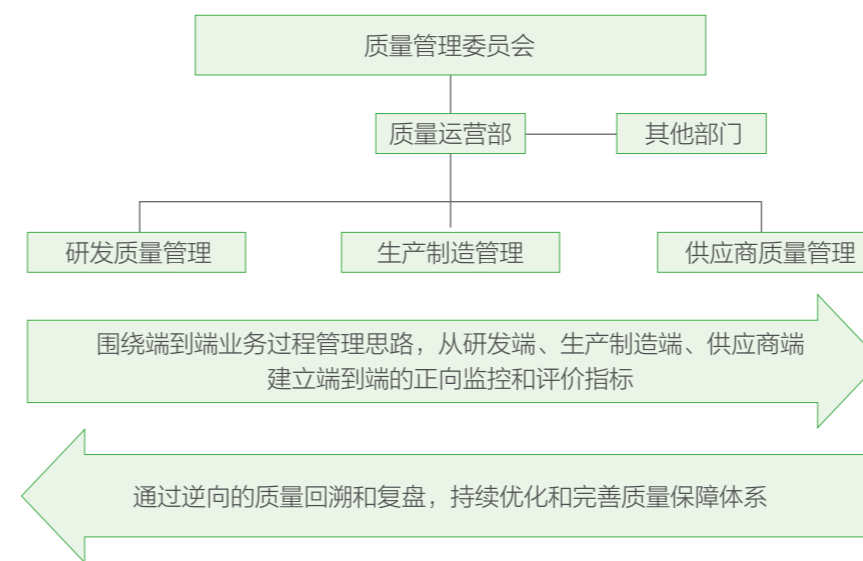 质量管理委员会
质量运营部
其他部门
研发质量管理
生产制造管理
供应商质量管理
围绕端到端业务过程管理思路，从研发端、生产制造端、供应商端
建立端到端的正向监控和评价指标
通过逆向的质量回溯和复盘，持续优化和完善质量保障体系